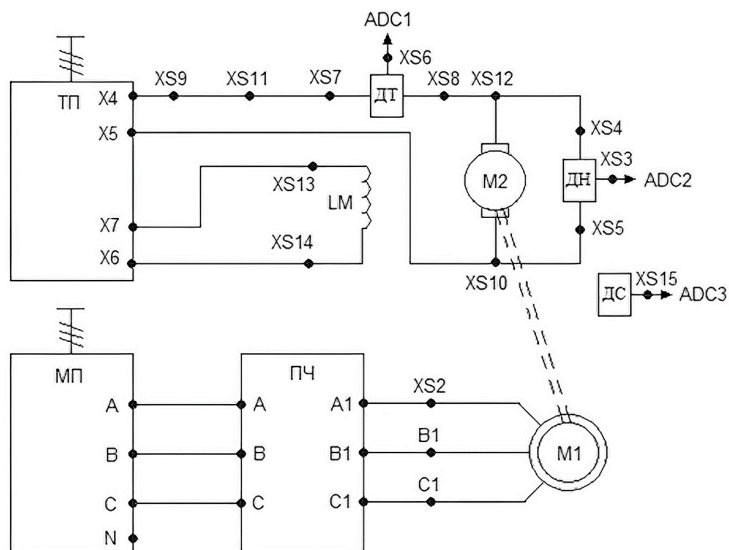 ADC1
XS6
ТП
X4
XS9
XS11
XS7
ДТ
XS8
XS12
X5
XS4
XS3
ДН
ADC2
XS13
M2
LM
X7
XS5
XS14
X6
XS10
XS15
ДС
ADC3
МП
ПЧ
A
A
A1
XS2
B
B
B1
B1
M1
C
C
C1
C1
N